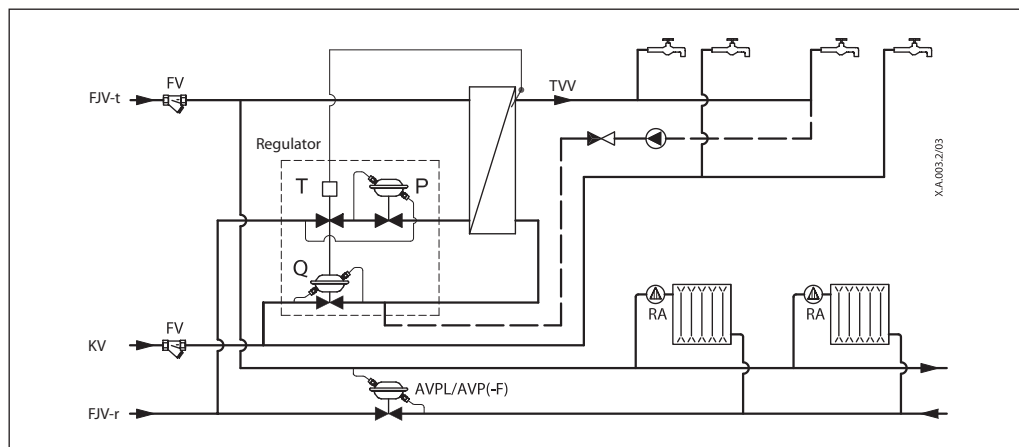 FV
FJV-t
TVV
Regulator
T
P
Q
X.A.003.2/03
RA
RA
FV
KV
AVPL/AVP(-F)
FJV-r